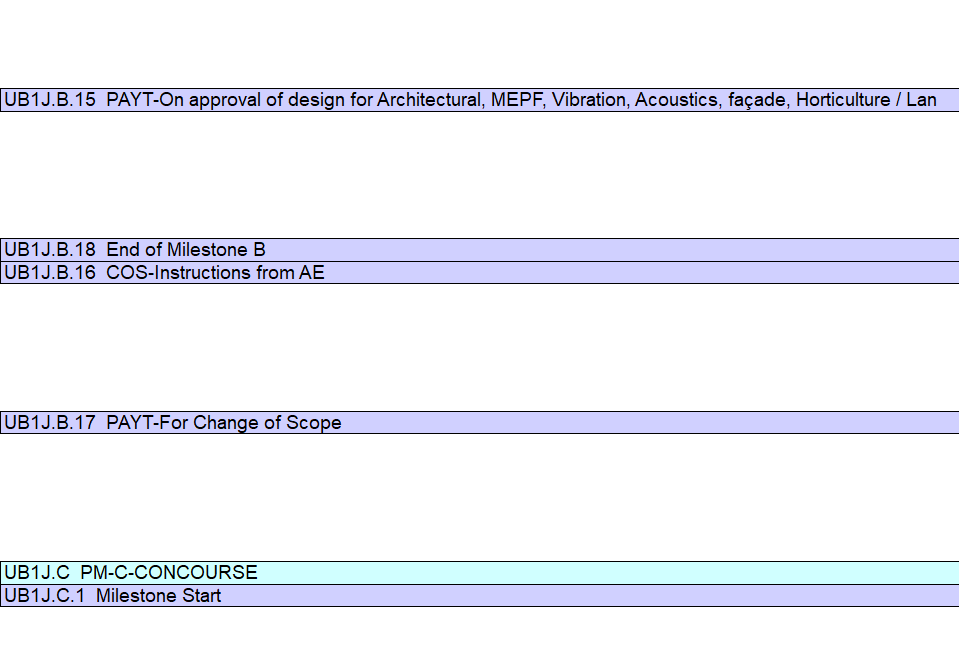 UB1J.B.15  PAYT-On approval of design for Architectural, MEPF, Vibration, Acoustics, façade, Horticulture / Lan
UB1J.B.18  End of Milestone B
UB1J.B.16  COS-Instructions from AE
UB1J.B.17  PAYT-For Change of Scope
UB1J.C  PM-C-CONCOURSE
UB1J.C.1  Milestone Start